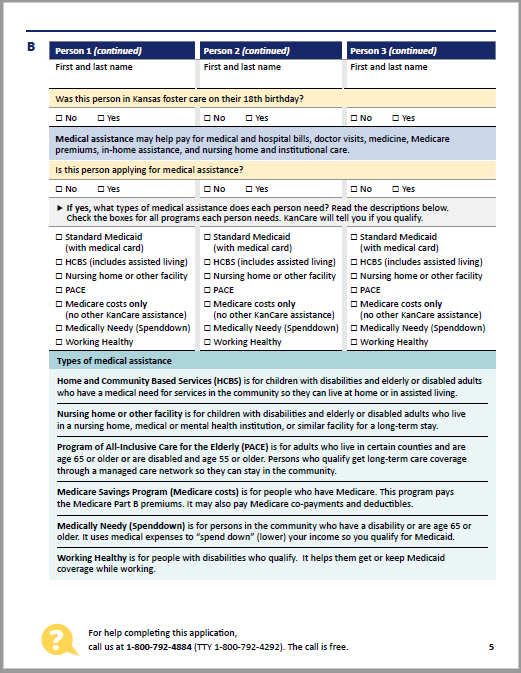 B
Person 1 (continued) Person 2 (continued) Person 3 (continued)
First and last name First and last name First and last name
Was this person in Kansas foster care on their 18th birthday?
☐ No ☐ Yes ☐ No ☐ Yes ☐ No ☐ Yes
Medical assistance may help pay for medical and hospital bills, doctor visits, medicine, Medicare
premiums, in-home assistance, and nursing home and institutional care.
Is this person applying for medical assistance?
☐ No ☐ Yes ☐ No ☐ Yes ☐ No ☐ Yes
► If yes, what types of medical assistance does each person need? Read the descriptions below.
Check the boxes for all programs each person needs. KanCare will tell you if you qualify.
☐ Standard Medicaid ☐ Standard Medicaid ☐ Standard Medicaid
(with medical card) (with medical card) (with medical card)
☐ HCBS (includes assisted living) ☐ HCBS (includes assisted living) ☐ HCBS (includes assisted living)
☐ Nursing home or other facility ☐ Nursing home or other facility ☐ Nursing home or other facility
☐ PACE ☐ PACE ☐ PACE
☐ Medicare costs only ☐ Medicare costs only ☐ Medicare costs only
(no other KanCare assistance) (no other KanCare assistance) (no other KanCare assistance)
☐ Medically Needy (Spenddown) ☐ Medically Needy (Spenddown) ☐ Medically Needy (Spenddown)
☐ Working Healthy ☐ Working Healthy ☐ Working Healthy
Types of medical assistance
Home and Community Based Services (HCBS) is for children with disabilities and elderly or disabled adults
who have a medical need for services in the community so they can live at home or in assisted living.
Nursing home or other facility is for children with disabilities and elderly or disabled adults who live
in a nursing home, medical or mental health institution, or similar facility for a long-term stay.
Program of All-Inclusive Care for the Elderly (PACE) is for adults who live in certain counties and are
age 65 or older or are disabled and age 55 or older. Persons who qualify get long-term care coverage
through a managed care network so they can stay in the community.
Medicare Savings Program (Medicare costs) is for people who have Medicare. This program pays
the Medicare Part B premiums. It may also pay Medicare co-payments and deductibles.
Medically Needy (Spenddown) is for persons in the community who have a disability or are age 65 or
older. It uses medical expenses to "spend down" (lower) your income so you qualify for Medicaid.
Working Healthy is for people with disabilities who qualify. It helps them get or keep Medicaid
coverage while working.
?
For help completing this application,
call us at 1-800-792-4884 (TTY 1-800-792-4292). The call is free.
5